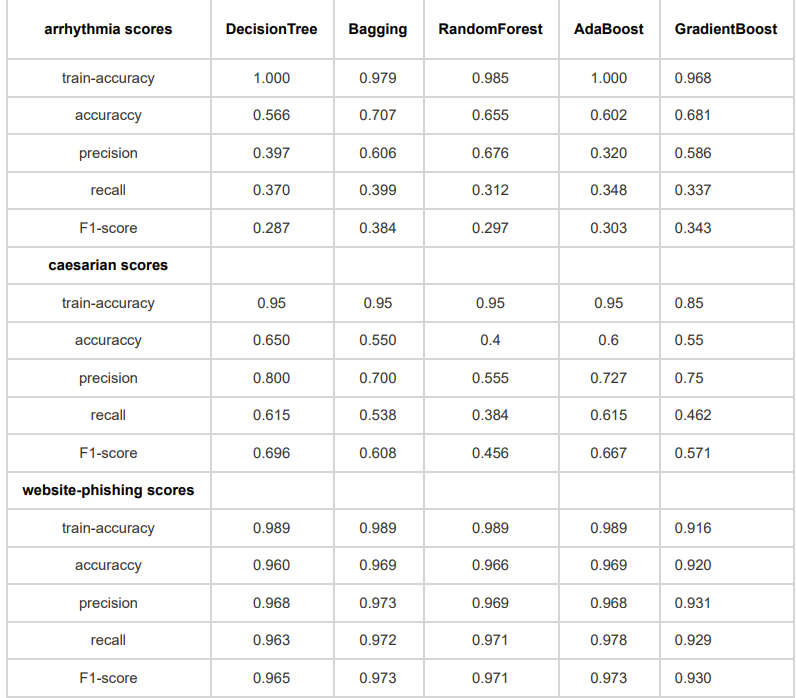 arrhythmia scores DecisionTree Bagging RandomForest AdaBoost GradientBoost
train-accuracy 1.000 0.979 0.985 1.000 0.968
accuraccy 0.566 0.707 0.655 0.602 0.681
precision 0.397 0.606 0.676 0.320 0.586
recall 0.370 0.399 0.312 0.348 0.337
F1-score 0.287 0.384 0.297 0.303 0.343
caesarian scores
train-accuracy 0.95 0.95 0.95 0.95 0.85
accuraccy 0.650 0.550 0.4 0.6 0.55
precision 0.800 0.700 0.555 0.727 0.75
recall 0.615 0.538 0.384 0.615 0.462
F1-score 0.696 0.608 0.456 0.667 0.571
website-phishing scores
train-accuracy 0.989 0.989 0.989 0.989 0.916
accuraccy 0.960 0.969 0.966 0.969 0.920
precision 0.968 0.973 0.969 0.968 0.931
recall 0.963 0.972 0.971 0.978 0.929
F1-score 0.965 0.973 0.971 0.973 0.930